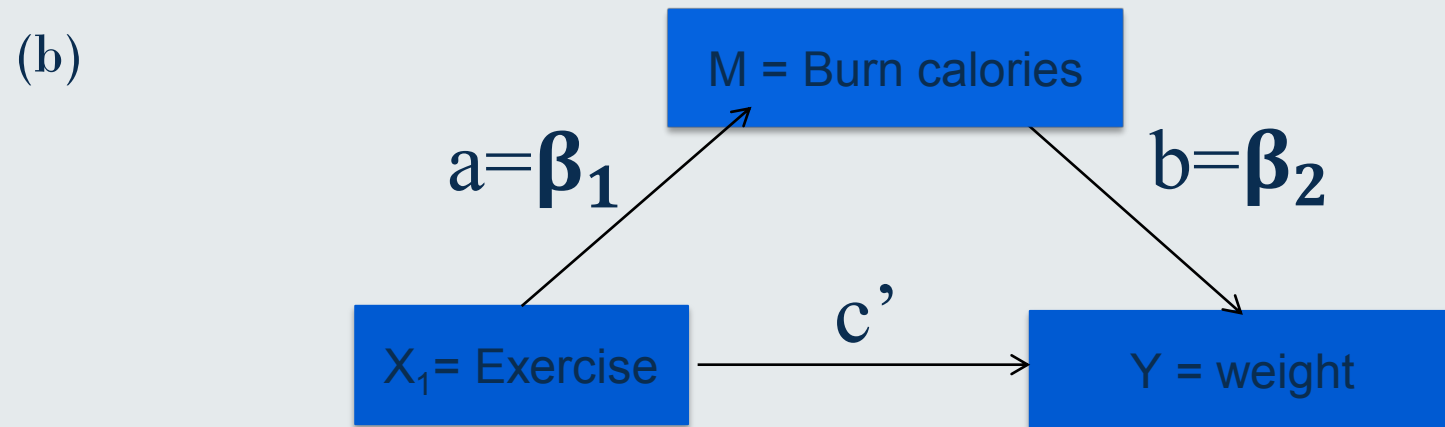 (b)
M = Burn calories
a=β₁
b=β₂
c’
X₁= Exercise
Y = weight